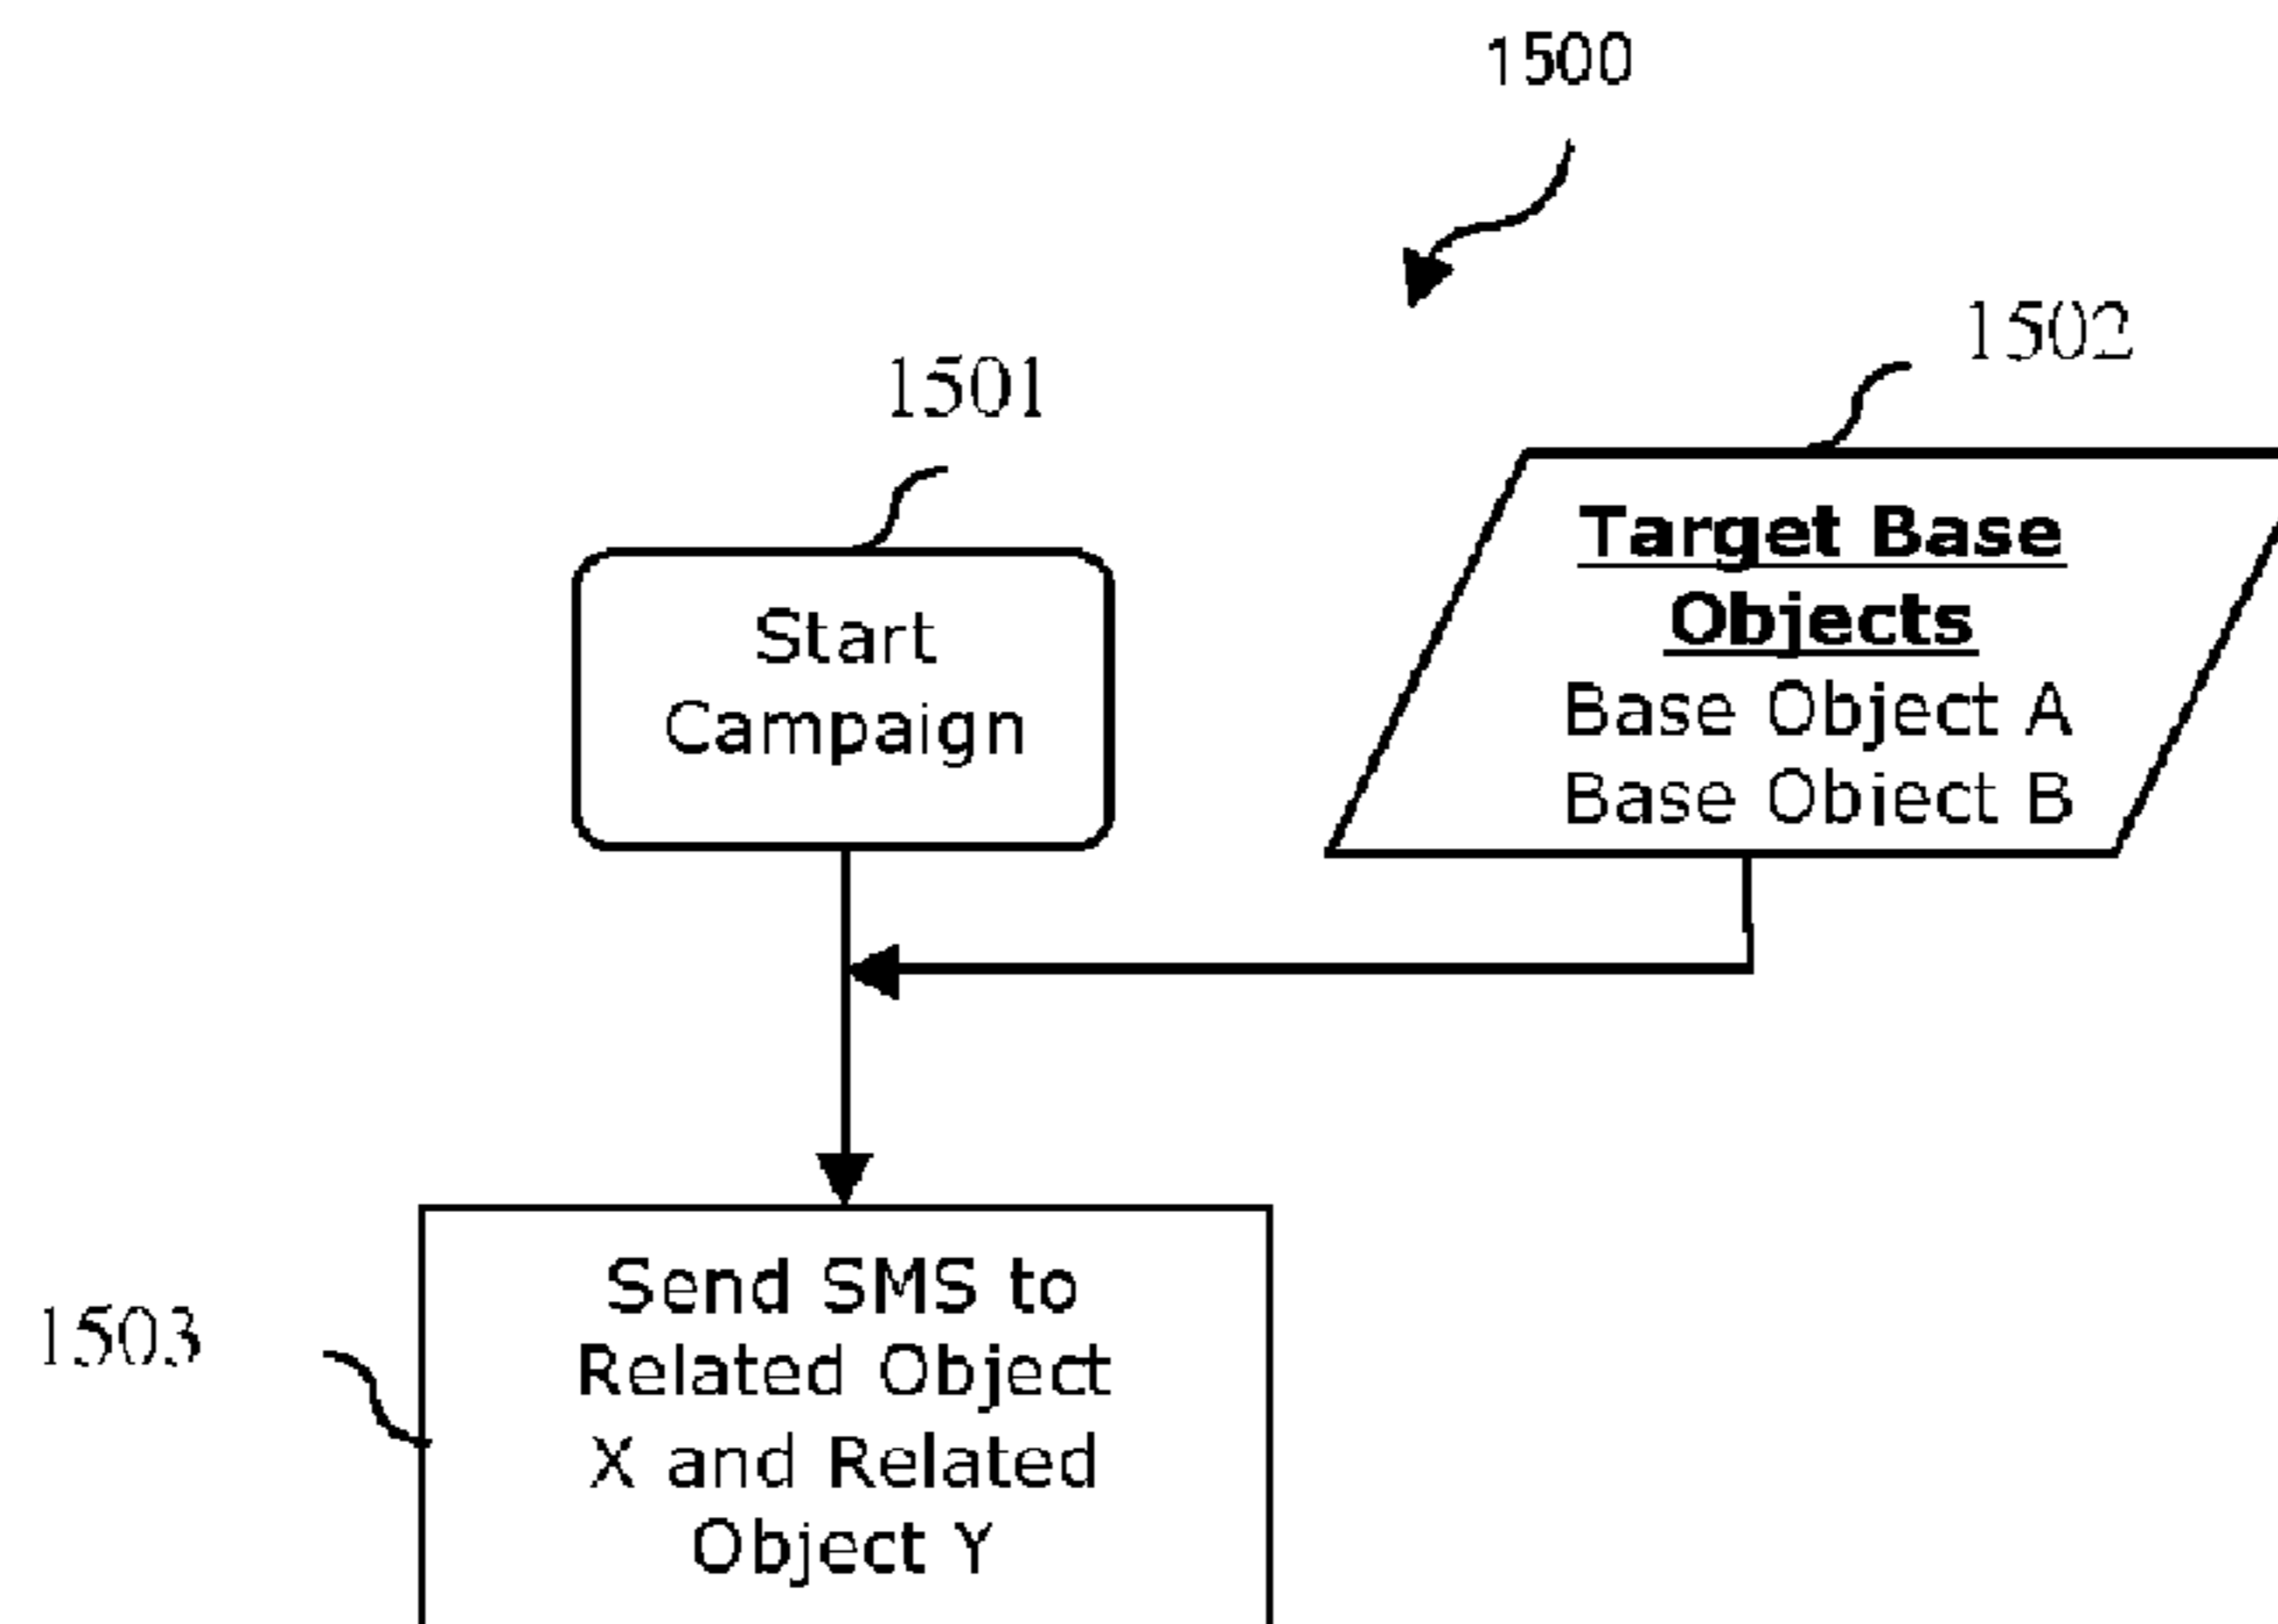 1500
1502
1501
Target Base
Objects
Base Object A
Base Object B
Start
Campaign
Send SMS to
Related Object
X and Related
Object Y
1503